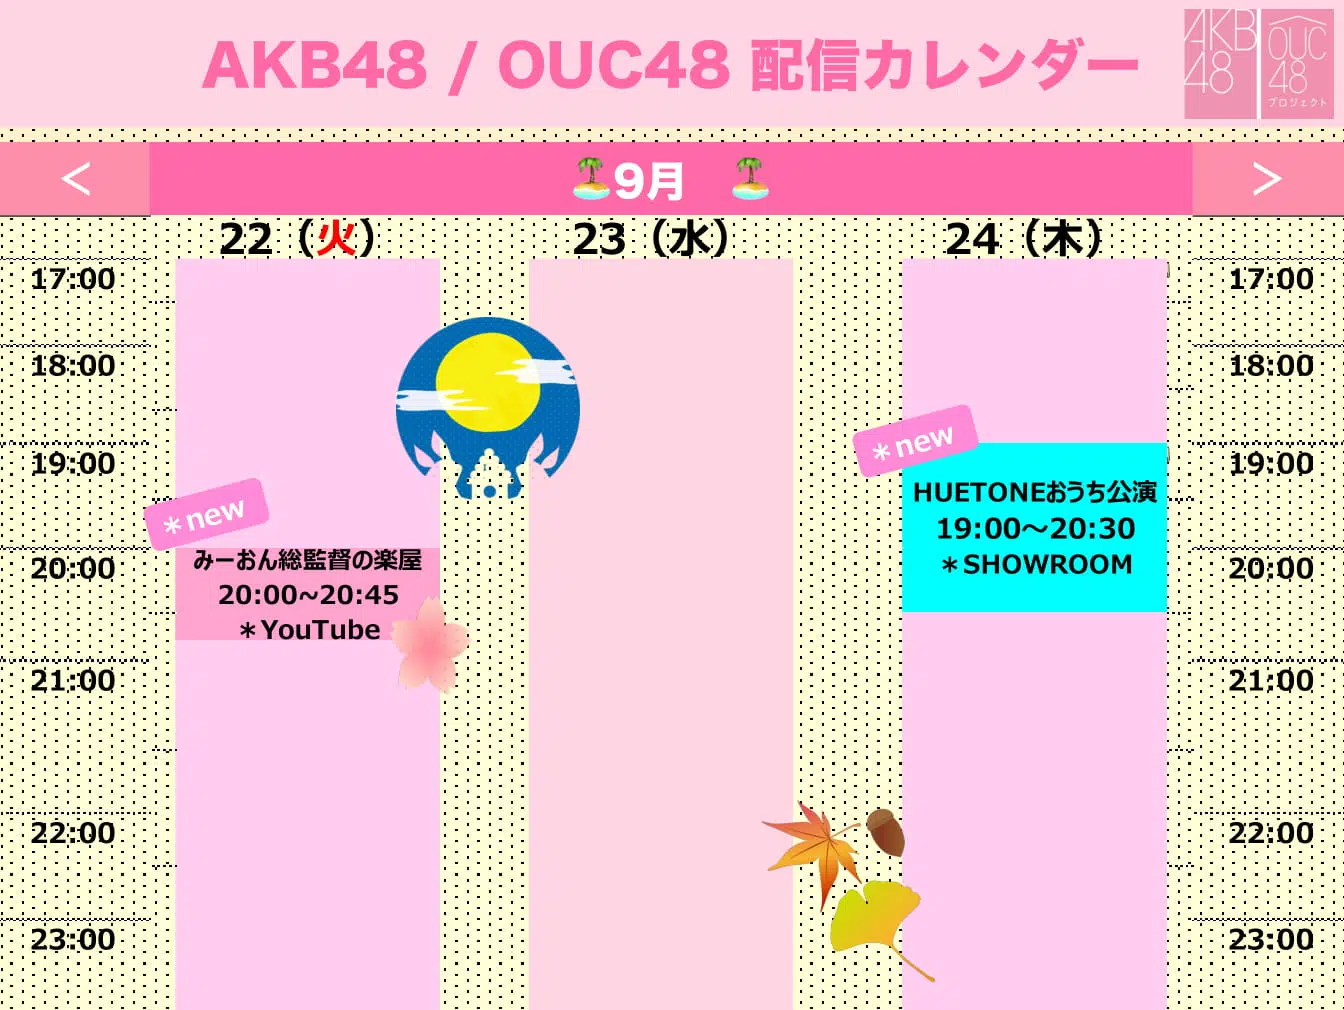 AKB48 / OUC48 配信カレンダー
AKB
48
OUC
48
プロジェクト
<
9月
>
22（火）
23（水）
24（木）
17:00
17:00
18:00
18:00
＊new
19:00
19:00
HUETONEおうち公演
19:00～20:30
＊SHOWROOM
＊new
20:00
みーおん総監督の楽屋
20:00~20:45
＊YouTube
20:00
21:00
21:00
22:00
22:00
23:00
23:00